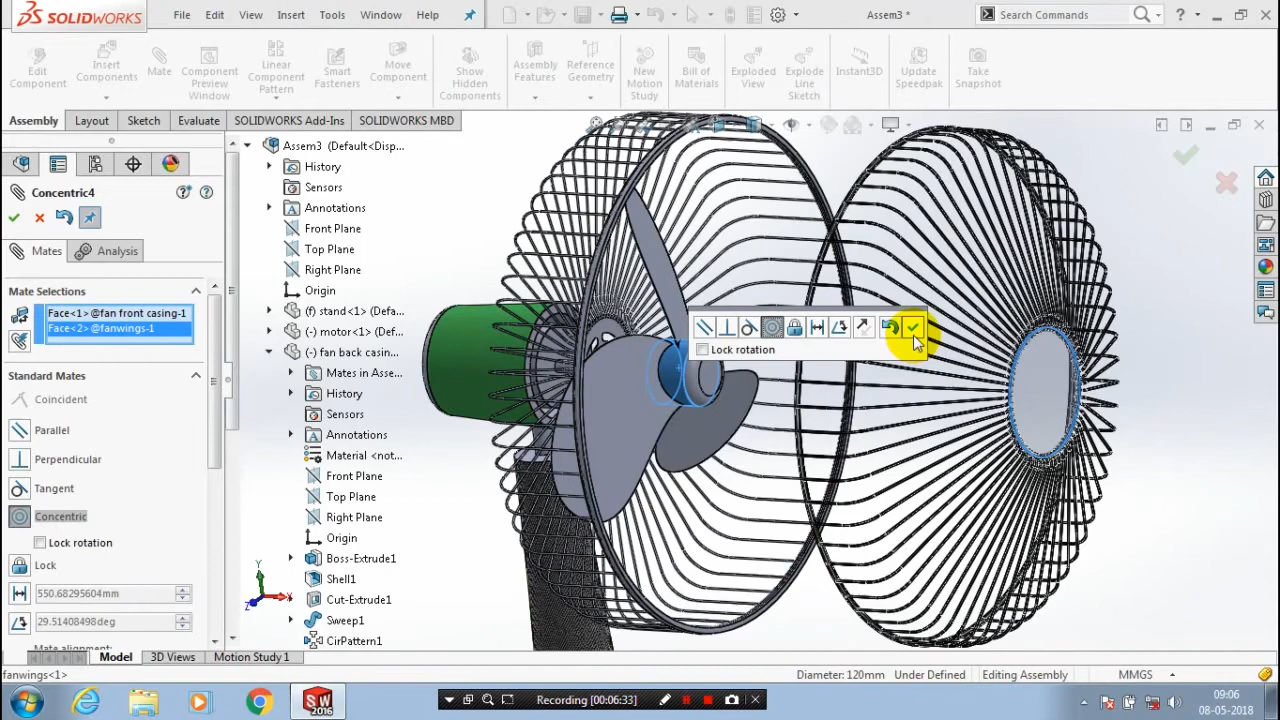 SOLIDWORKS
File Edit View Insert Tools Window Help
Assem3 *
Search Commands
Edit Component
Insert Components
Mate
Component Preview Window
Linear Component Pattern
Smart Fasteners
Move Component
Show Hidden Components
Assembly Features
Reference Geometry
New Motion Study
Bill of Materials
Exploded View
Explode Line Sketch
Instant3D
Update Speedpak
Take Snapshot
Assembly Layout Sketch Evaluate SOLIDWORKS Add-Ins SOLIDWORKS MBD
Concentric4
Mates Analysis
Mate Selections
Face<1>@fan front casing-1
Face<2>@fanwings-1
Standard Mates
Coincident
Parallel
Perpendicular
Tangent
Concentric
Lock rotation
Lock
550.68295604mm
29.51408498deg
Mate alignment:
Assem3 (Default<Disp...
History
Sensors
Annotations
Front Plane
Top Plane
Right Plane
Origin
(f) stand<1> (Defa...
(-) motor<1> (Defa...
(-) fan back casin...
Mates in Asse...
History
Sensors
Annotations
Material <not...
Front Plane
Top Plane
Right Plane
Origin
Boss-Extrude1
Shell1
Cut-Extrude1
Sweep1
CirPattern1
Lock rotation
Y
X
Z
Model 3D Views Motion Study 1
fanwings<1>
Diameter: 120mm Under Defined Editing Assembly MMGS
SW 2016
Recording [00:06:33]
09:06
08-05-2018